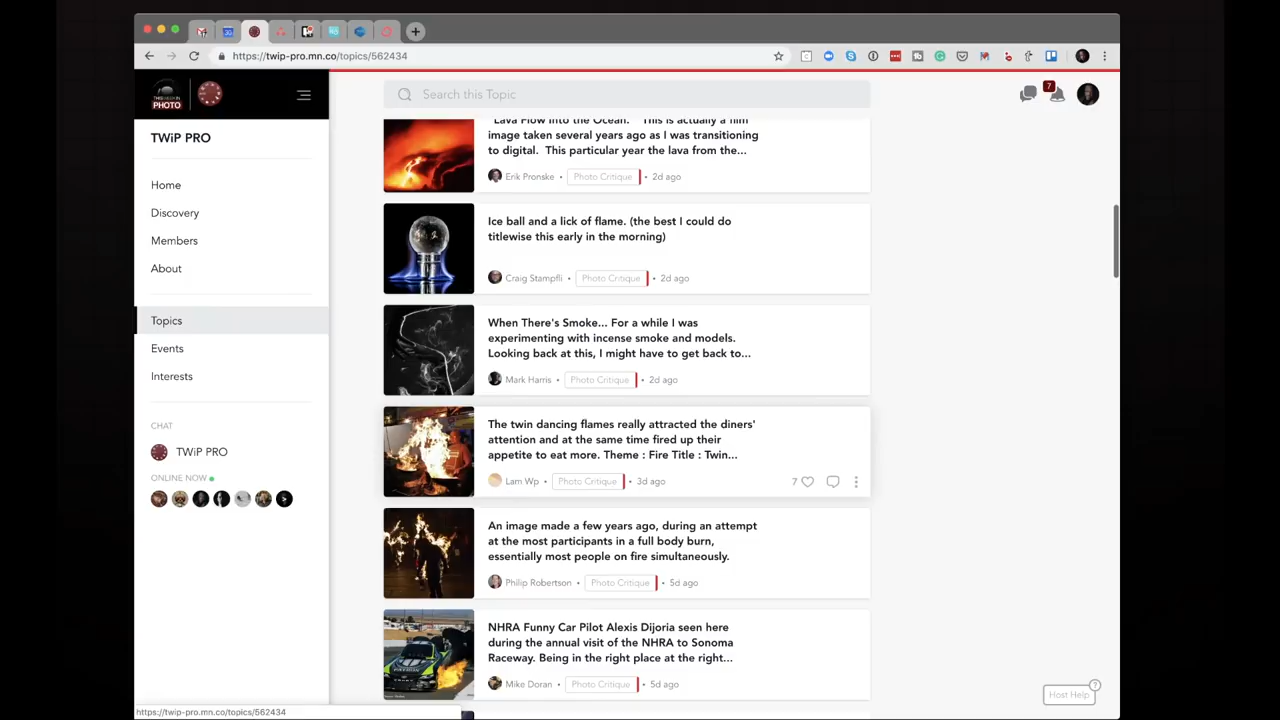 https://twip-pro.mn.co/topics/562434
THIS WEEK IN
PHOTO
Search this Topic
7
TWiP PRO
Home
Discovery
Members
About
Topics
Events
Interests
CHAT
TWiP PRO
ONLINE NOW
"Lava Flow Into the Ocean." This is actually a film
image taken several years ago as I was transitioning
to digital. This particular year the lava from the...
Erik Pronske • Photo Critique • 2d ago
Ice ball and a lick of flame. (the best I could do
titlewise this early in the morning)
Craig Stampfli • Photo Critique • 2d ago
When There's Smoke... For a while I was
experimenting with incense smoke and models.
Looking back at this, I might have to get back to...
Mark Harris • Photo Critique • 2d ago
The twin dancing flames really attracted the diners'
attention and at the same time fired up their
appetite to eat more. Theme : Fire Title : Twin...
Lam Wp • Photo Critique • 3d ago 7
An image made a few years ago, during an attempt
at the most participants in a full body burn,
essentially most people on fire simultaneously.
Philip Robertson • Photo Critique • 5d ago
NHRA Funny Car Pilot Alexis Dijoria seen here
during the annual visit of the NHRA to Sonoma
Raceway. Being in the right place at the right...
Mike Doran • Photo Critique • 5d ago
Host Help ?
https://twip-pro.mn.co/topics/562434